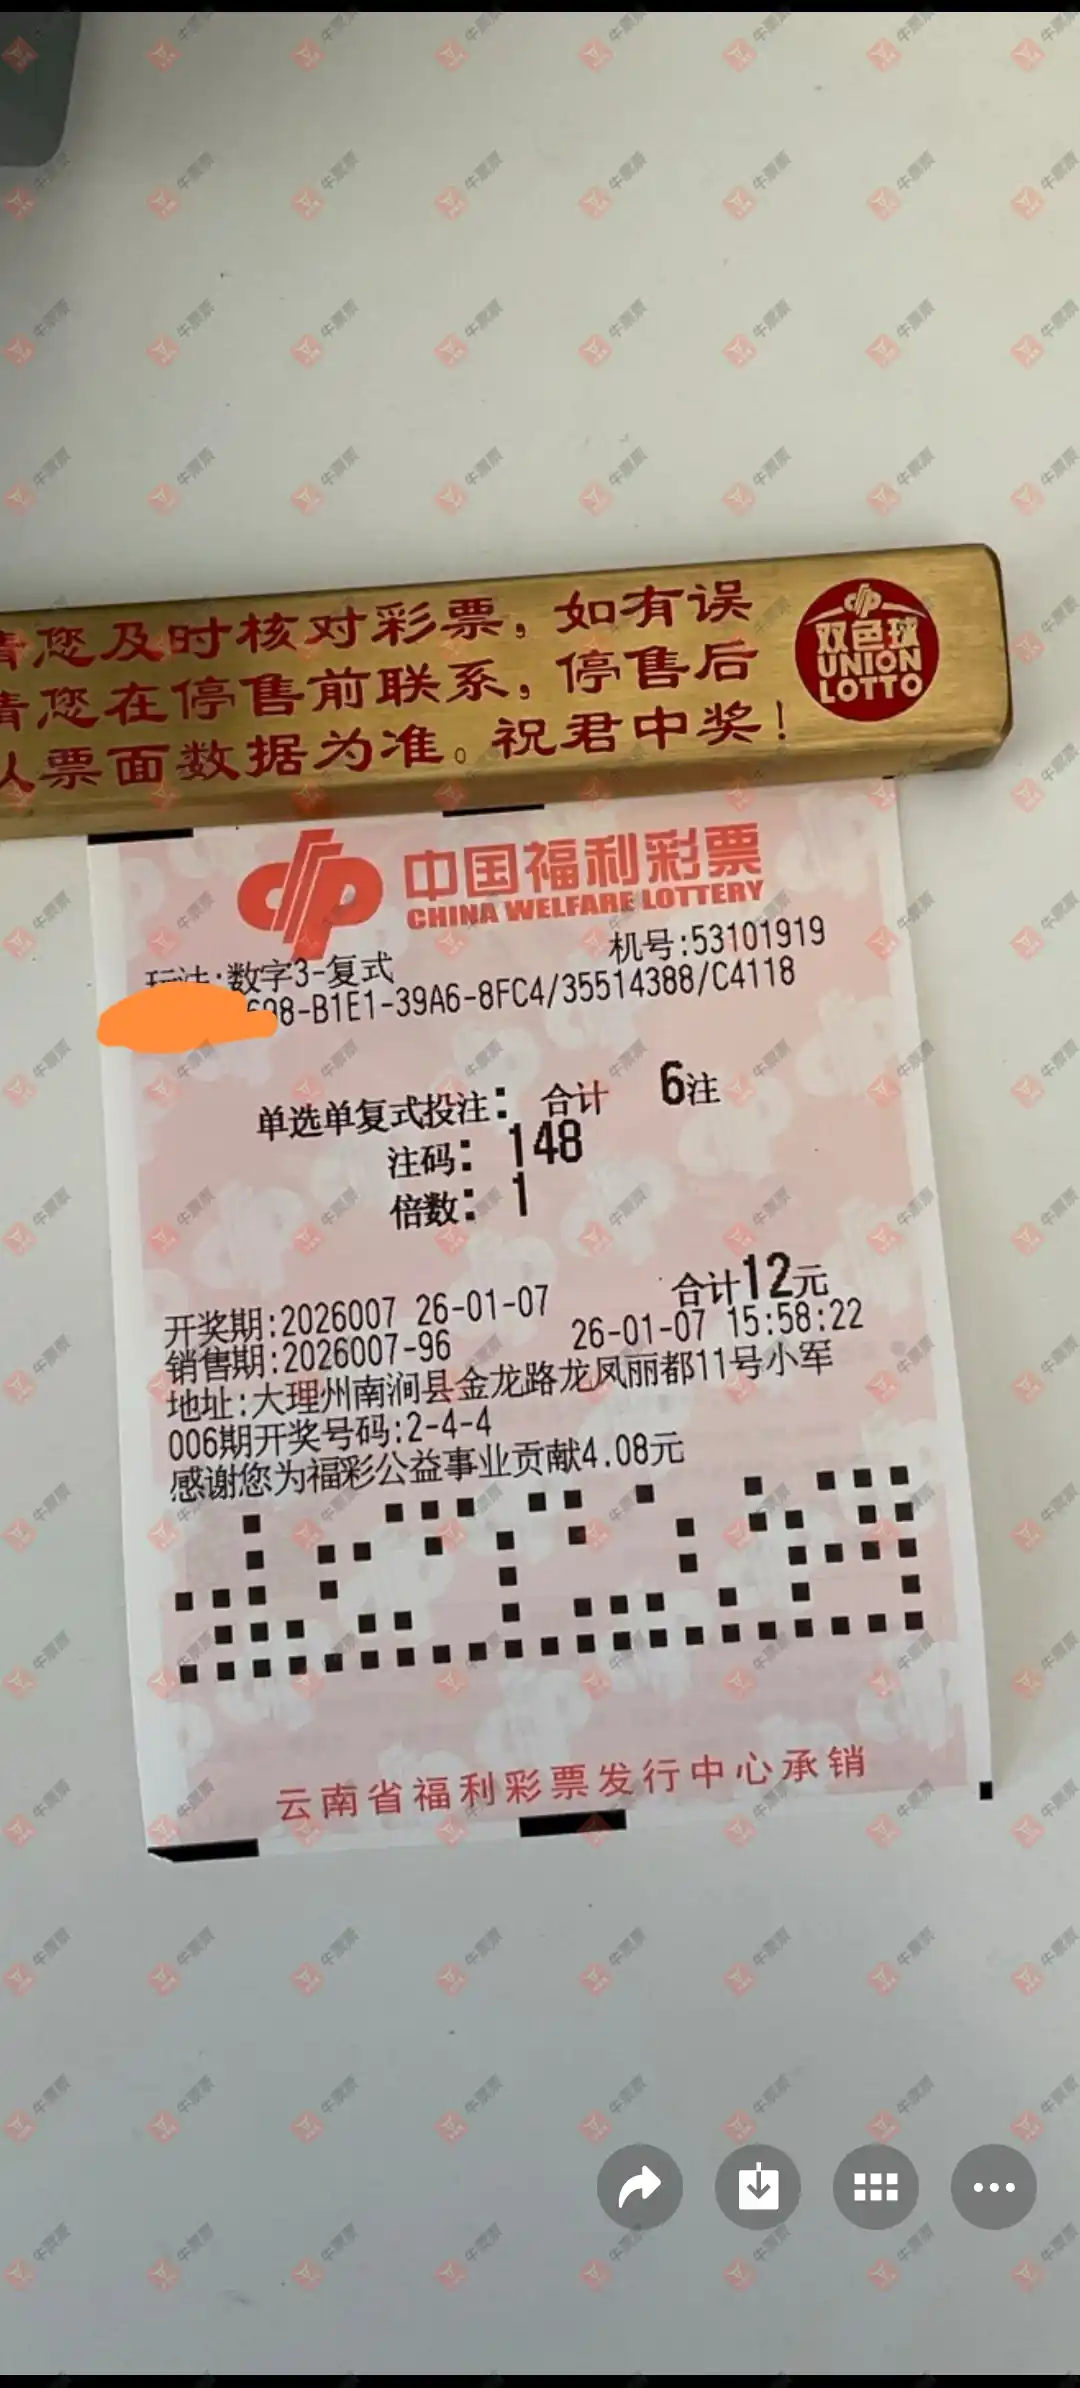 您及时核对彩票，如有误
请您在停售前联系，停售后
以票面数据为准。祝君中奖！
双色球
UNION
LOTTO
中国福利彩票
CHINA WELFARE LOTTERY
机号:53101919
玩法:数字3-复式
698-B1E1-39A6-8FC4/35514388/C4118
单选单复式投注: 合计 6注
注码: 148
倍数: 1
合计12元
开奖期:2026007 26-01-07
销售期:2026007-96 26-01-07 15:58:22
地址:大理州南涧县金龙路龙凤丽都11号小军
006期开奖号码:2-4-4
感谢您为福彩公益事业贡献4.08元
云南省福利彩票发行中心承销
牛票票